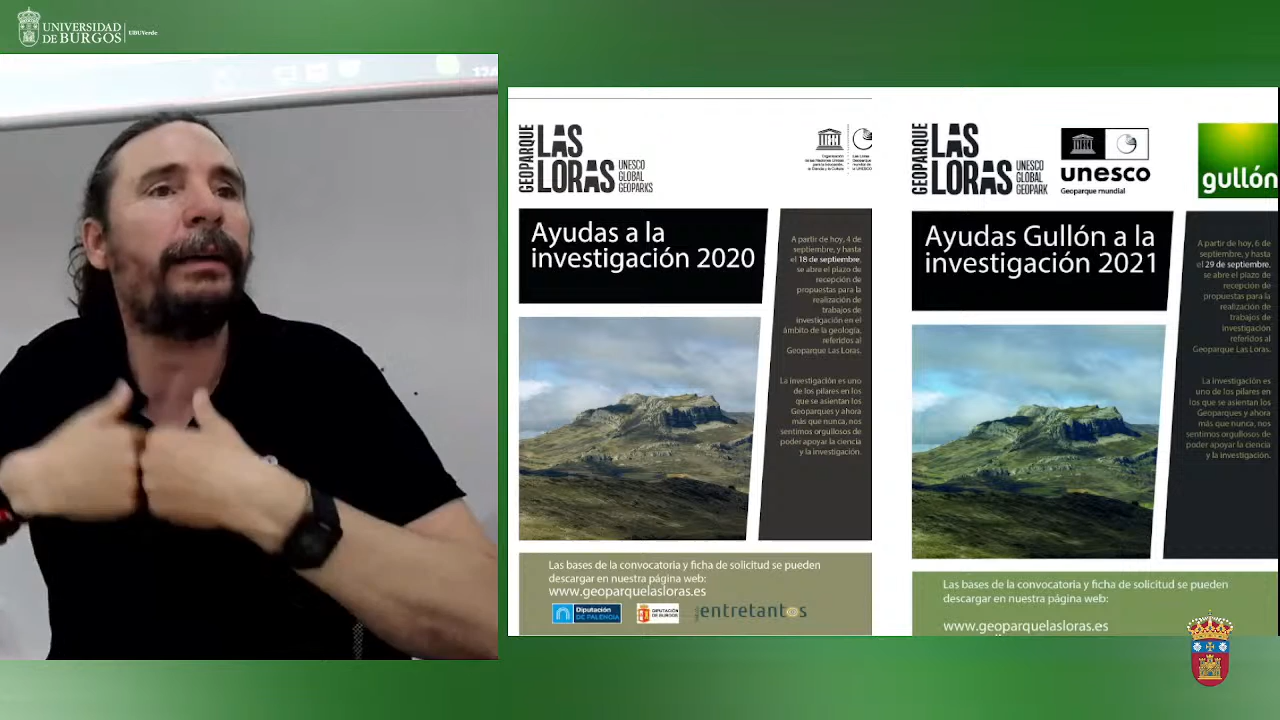 UNIVERSIDAD
DE BURGOS
UBUVerde
GEOPARQUE
LAS
LORAS
UNESCO
GLOBAL
GEOPARKS
Ayudas a la
investigación 2020
A partir de hoy, 4 de
septiembre, y hasta
el 18 de septiembre,
se abre el plazo de
recepción de
propuestas para la
realización de
trabajos de
investigación en el
ámbito de la geología,
referidos al
Geoparque Las Loras.
La investigación es uno
de los pilares en los
que se asientan los
Geoparques y ahora
más que nunca, nos
sentimos orgullosos de
poder apoyar la ciencia
y la investigación.
Las bases de la convocatoria y ficha de solicitud se pueden
descargar en nuestra página web:
www.geoparquelasloras.es
Diputación
DE PALENCIA
DIPUTACIÓN
DE BURGOS
entretantos
GEOPARQUE
LAS
LORAS
UNESCO
GLOBAL
GEOPARK
unesco
Geoparque mundial
gullón
Ayudas Gullón a la
investigación 2021
A partir de hoy, 6 de
septiembre, y hasta
el 29 de septiembre,
se abre el plazo de
recepción de
propuestas para la
realización de
trabajos de
investigación
referidos al
Geoparque Las Loras.
La investigación es
uno de los pilares en
los que se asientan los
Geoparques y ahora
más que nunca, nos
sentimos orgullosos de
poder apoyar la ciencia
y la investigación.
Las bases de la convocatoria y ficha de solicitud se pueden
descargar en nuestra página web:
www.geoparquelasloras.es